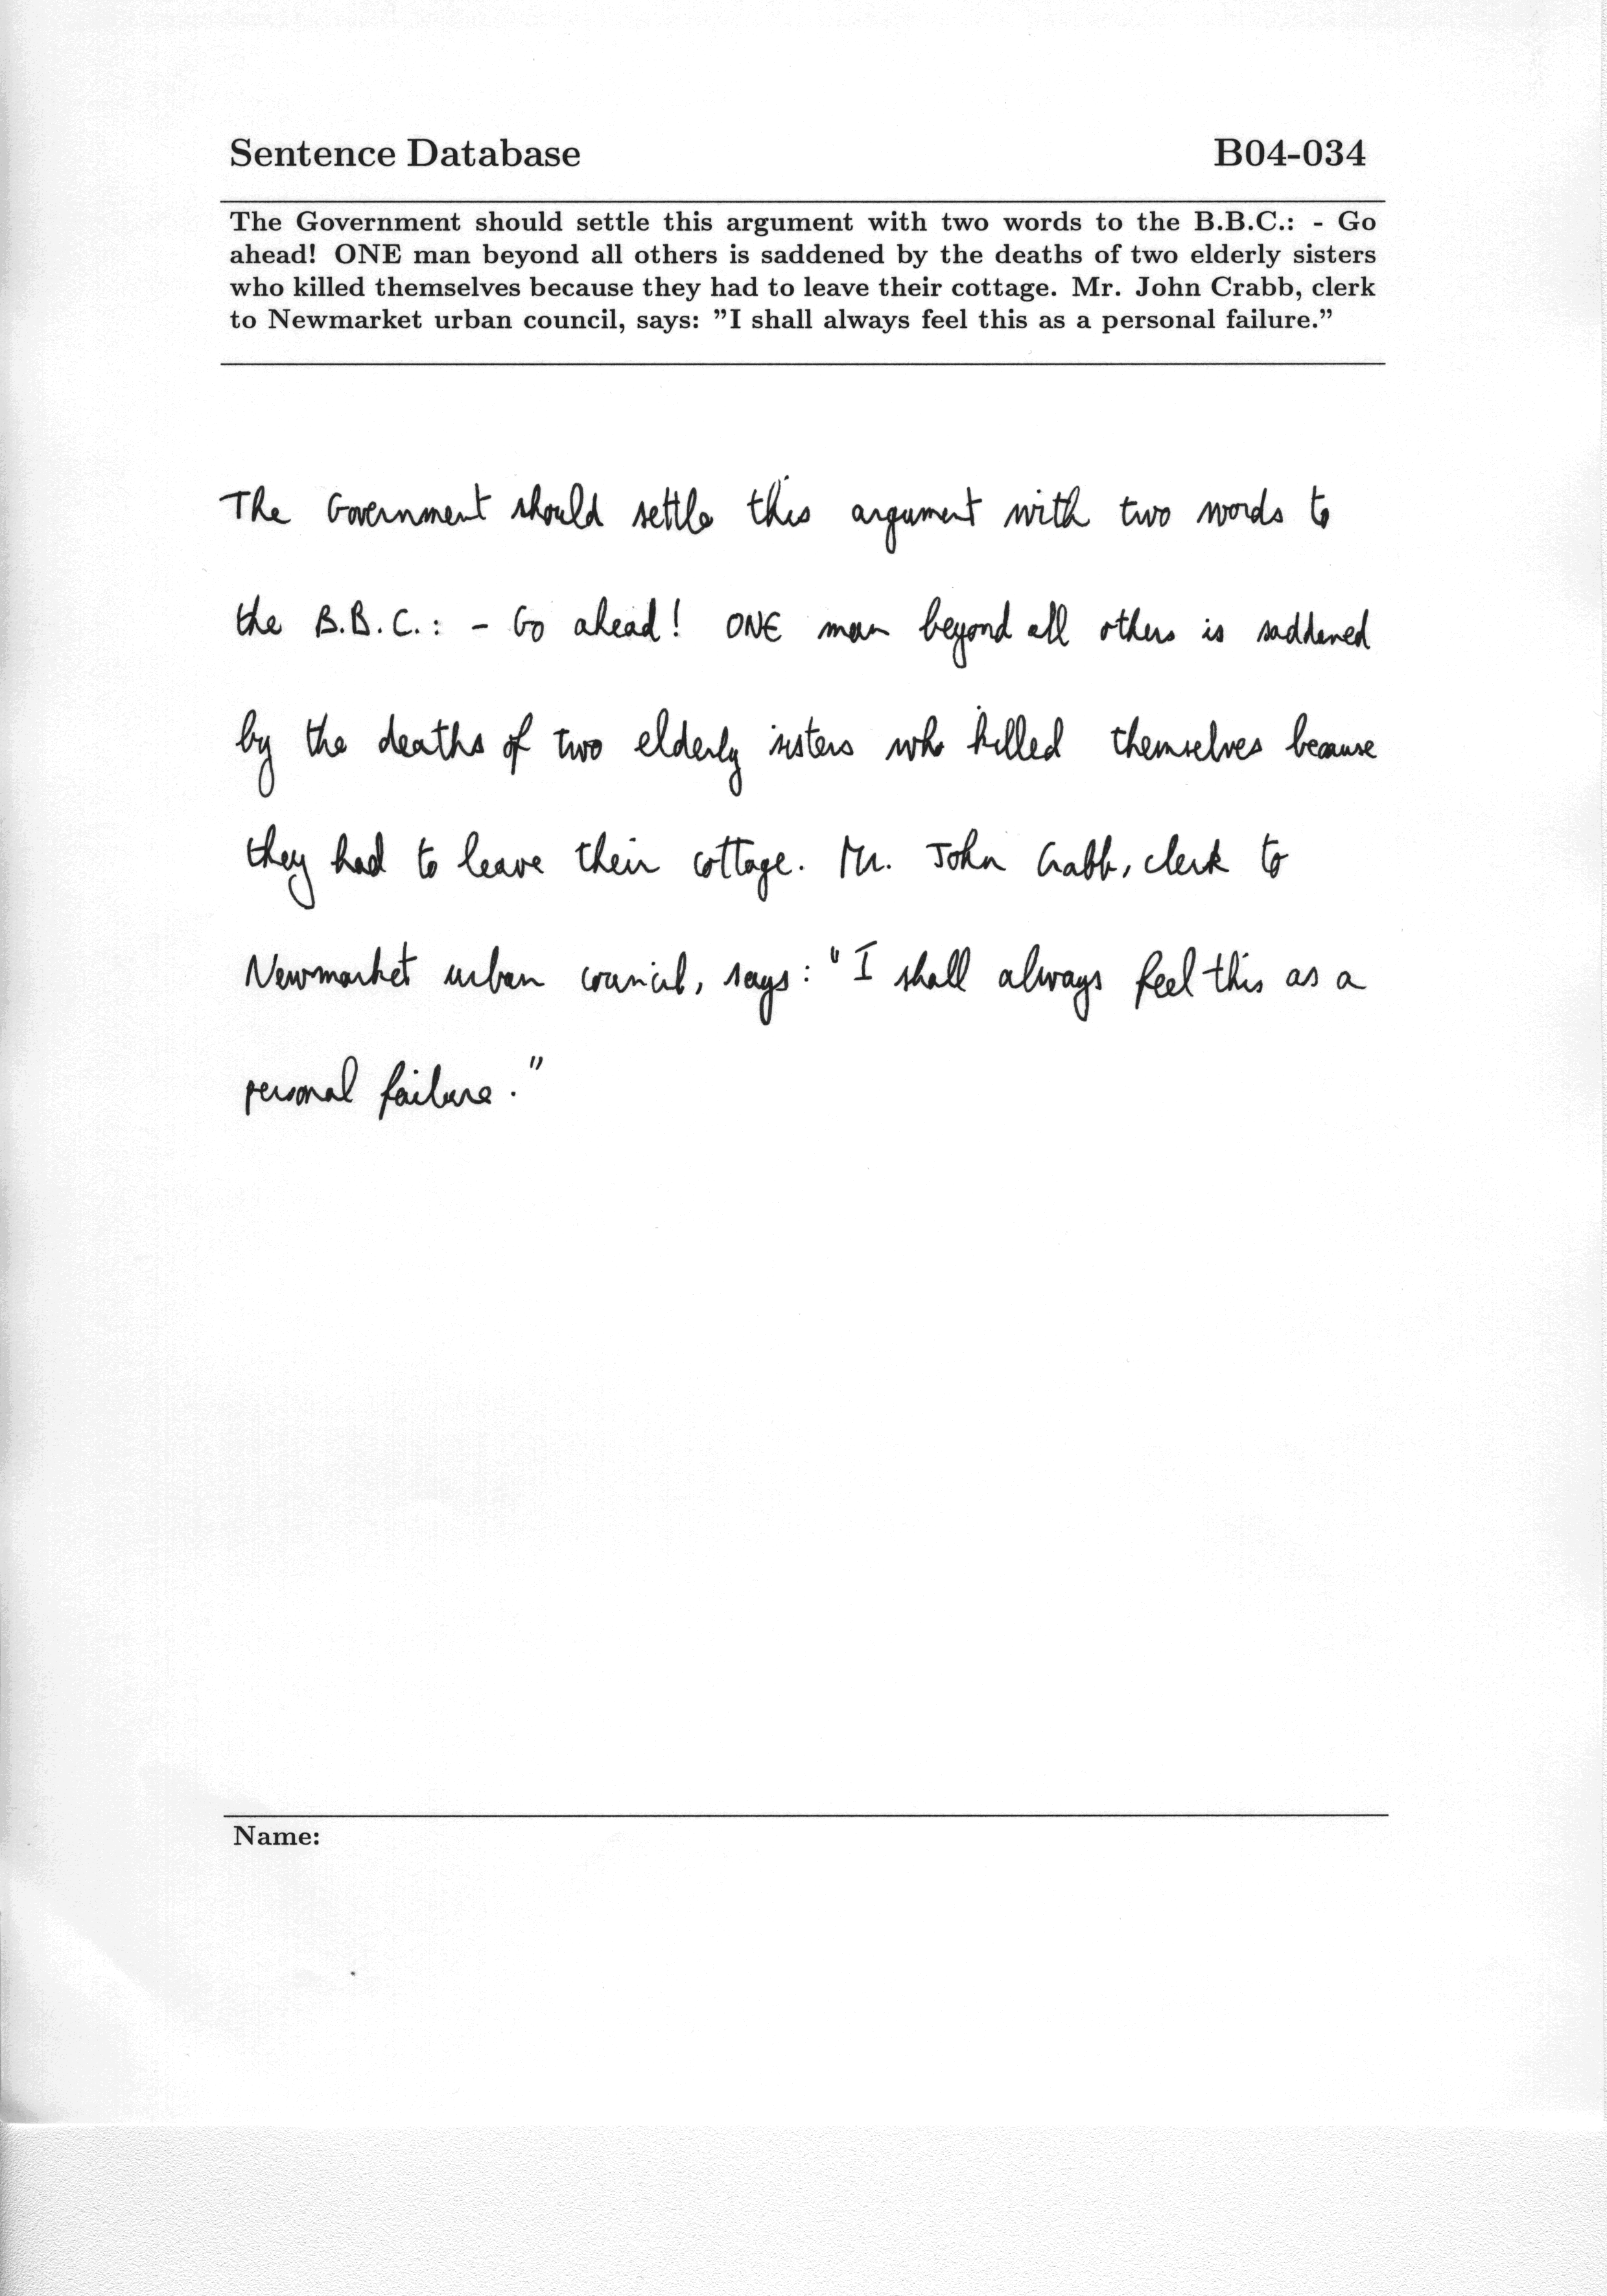 Sentence Database B04-034
The Government should settle this argument with two words to the B.B.C.: - Go
ahead! ONE man beyond all others is saddened by the deaths of two elderly sisters
who killed themselves because they had to leave their cottage. Mr. John Crabb, clerk
to Newmarket urban council, says: ”I shall always feel this as a personal failure.”
The Government should settle this argument with two words to
the B.B.C.: - Go ahead! ONE man beyond all others is saddened
by the deaths of two elderly sisters who killed themselves because
they had to leave their cottage. Mr. John Crabb, clerk to
Newmarket urban council, says: "I shall always feel this as a
personal failure."
Name: